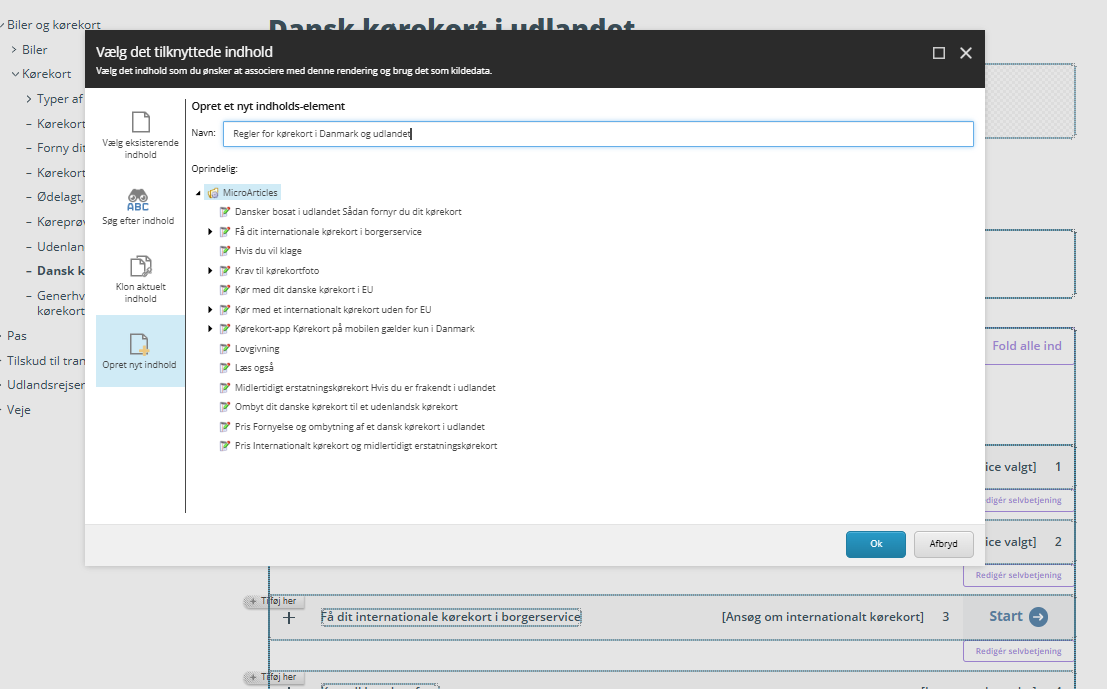 Dansk kørekort i udlandet
Biler og kørekort
Biler
Kørekort
Typer af
Kørekort
Forny dit
Kørekort
Ødelagt,
Køreprøv
Udenlan
Dansk k
Generhv
kørekort
Pas
Tilskud til tran
Udlandsrejser
Veje
Vælg det tilknyttede indhold
Vælg det indhold som du ønsker at associere med denne rendering og brug det som kildedata.
Vælg eksisterende
indhold
ABC
Søg efter indhold
Klon aktuelt
indhold
Opret nyt indhold
Opret et nyt indholds-element
Navn: Regler for kørekort i Danmark og udlandet
Oprindelig:
MicroArticles
Dansker bosat i udlandet Sådan fornyr du dit kørekort
Få dit internationale kørekort i borgerservice
Hvis du vil klage
Krav til kørekortfoto
Kør med dit danske kørekort i EU
Kør med et internationalt kørekort uden for EU
Kørekort-app Kørekort på mobilen gælder kun i Danmark
Lovgivning
Læs også
Midlertidigt erstatningskørekort Hvis du er frakendt i udlandet
Ombyt dit danske kørekort til et udenlandsk kørekort
Pris Fornyelse og ombytning af et dansk kørekort i udlandet
Pris Internationalt kørekort og midlertidigt erstatningskørekort
Ok
Afbryd
Fold alle ind
ice valgt] 1
digér selvbetjening
ice valgt] 2
Redigér selvbetjening
+ Tilføj her
Få dit internationale kørekort i borgerservice [Ansøg om internationalt kørekort] 3 Start
Redigér selvbetjening
+ Tilføj her